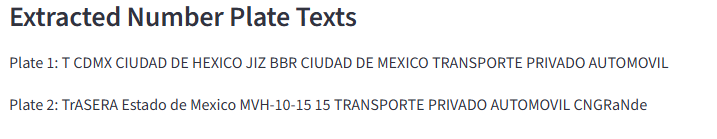 Extracted Number Plate Texts
Plate 1: T CDMX CIUDAD DE HEXICO JIZ BBR CIUDAD DE MEXICO TRANSPORTE PRIVADO AUTOMOVIL
Plate 2: TrASERA Estado de Mexico MVH-10-15 15 TRANSPORTE PRIVADO AUTOMOVIL CNGRaNde